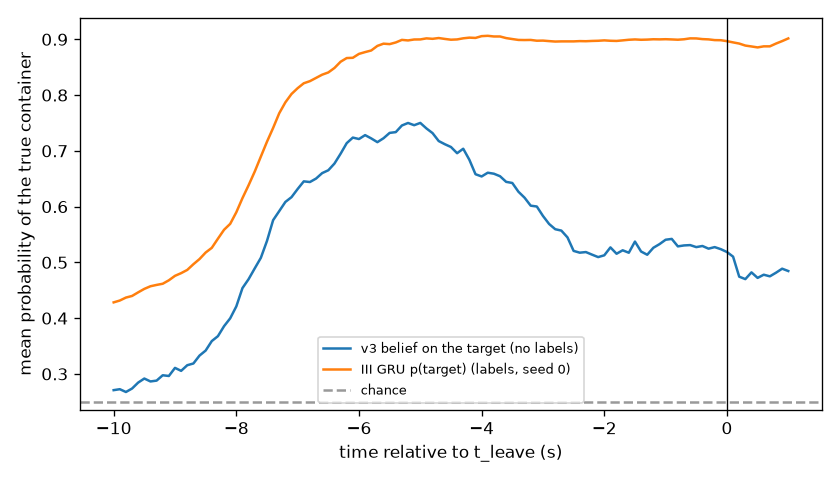 mean probability of the true container
0.9
0.8
0.7
0.6
0.5
0.4
0.3
v3 belief on the target (no labels)
III GRU p(target) (labels, seed 0)
chance
−10
−8
−6
−4
−2
0
time relative to t_leave (s)